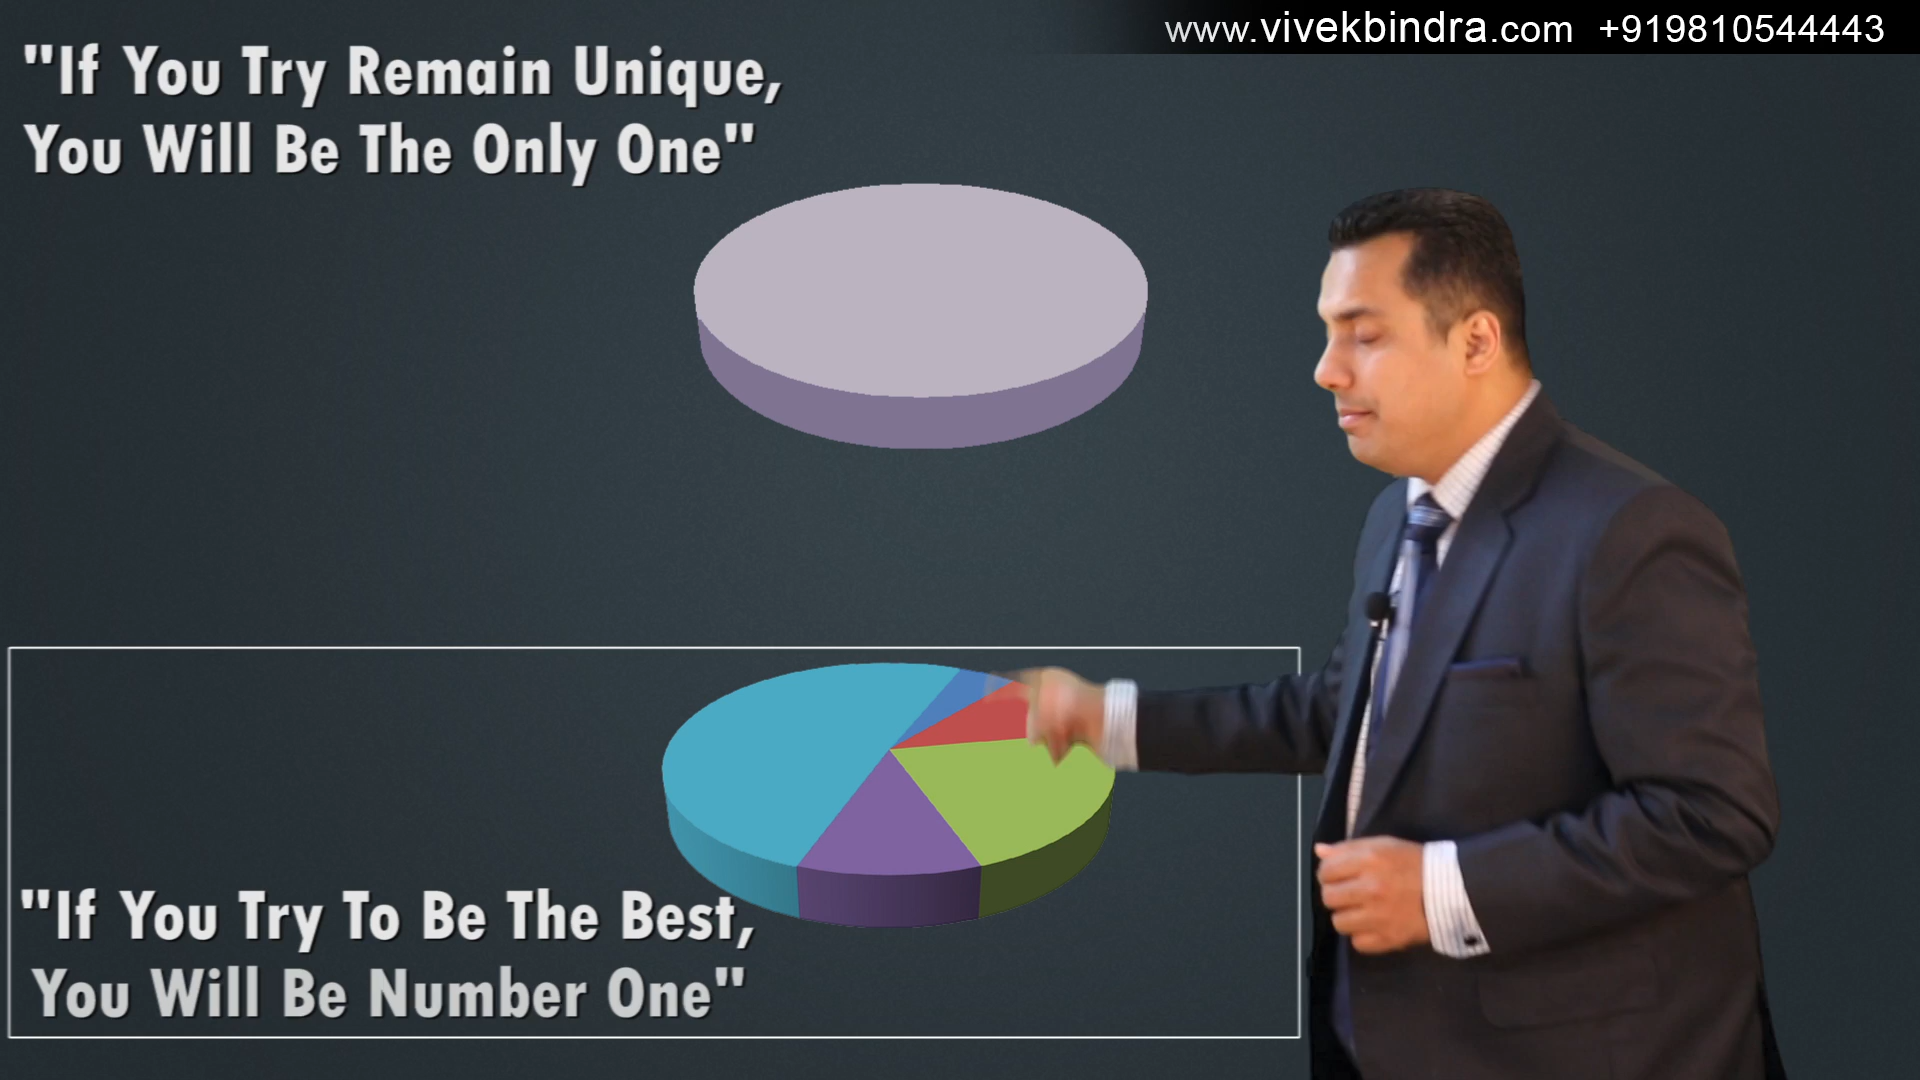 www.vivekbindra.com +919810544443
"If You Try Remain Unique,
You Will Be The Only One"
"If You Try To Be The Best,
You Will Be Number One"